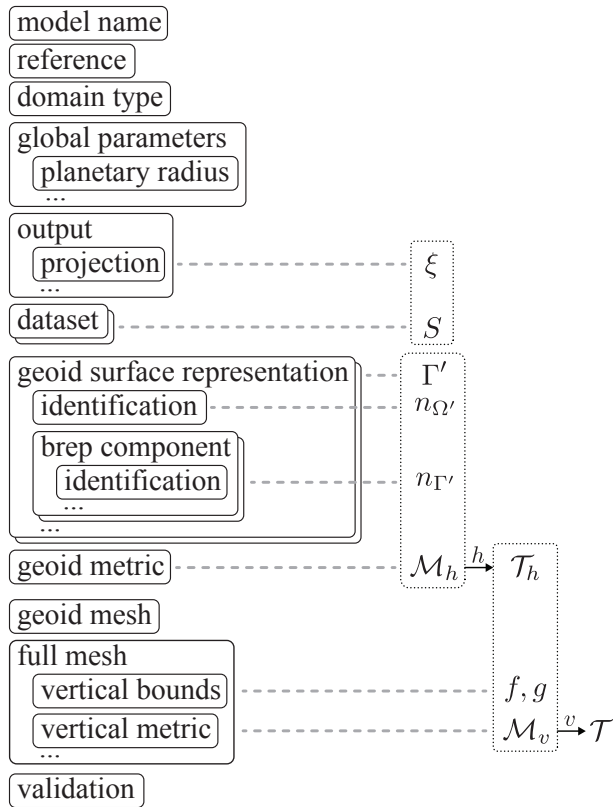 model name
reference
domain type
global parameters
planetary radius
...
output
projection ξ
...
dataset S
geoid surface representation Γ′
identification n_Ω′
brep component
identification n_Γ′
...
...
geoid metric ℳ_h h 𝒯_h
geoid mesh
full mesh
vertical bounds f, g
vertical metric ℳ_v v 𝒯
...
validation